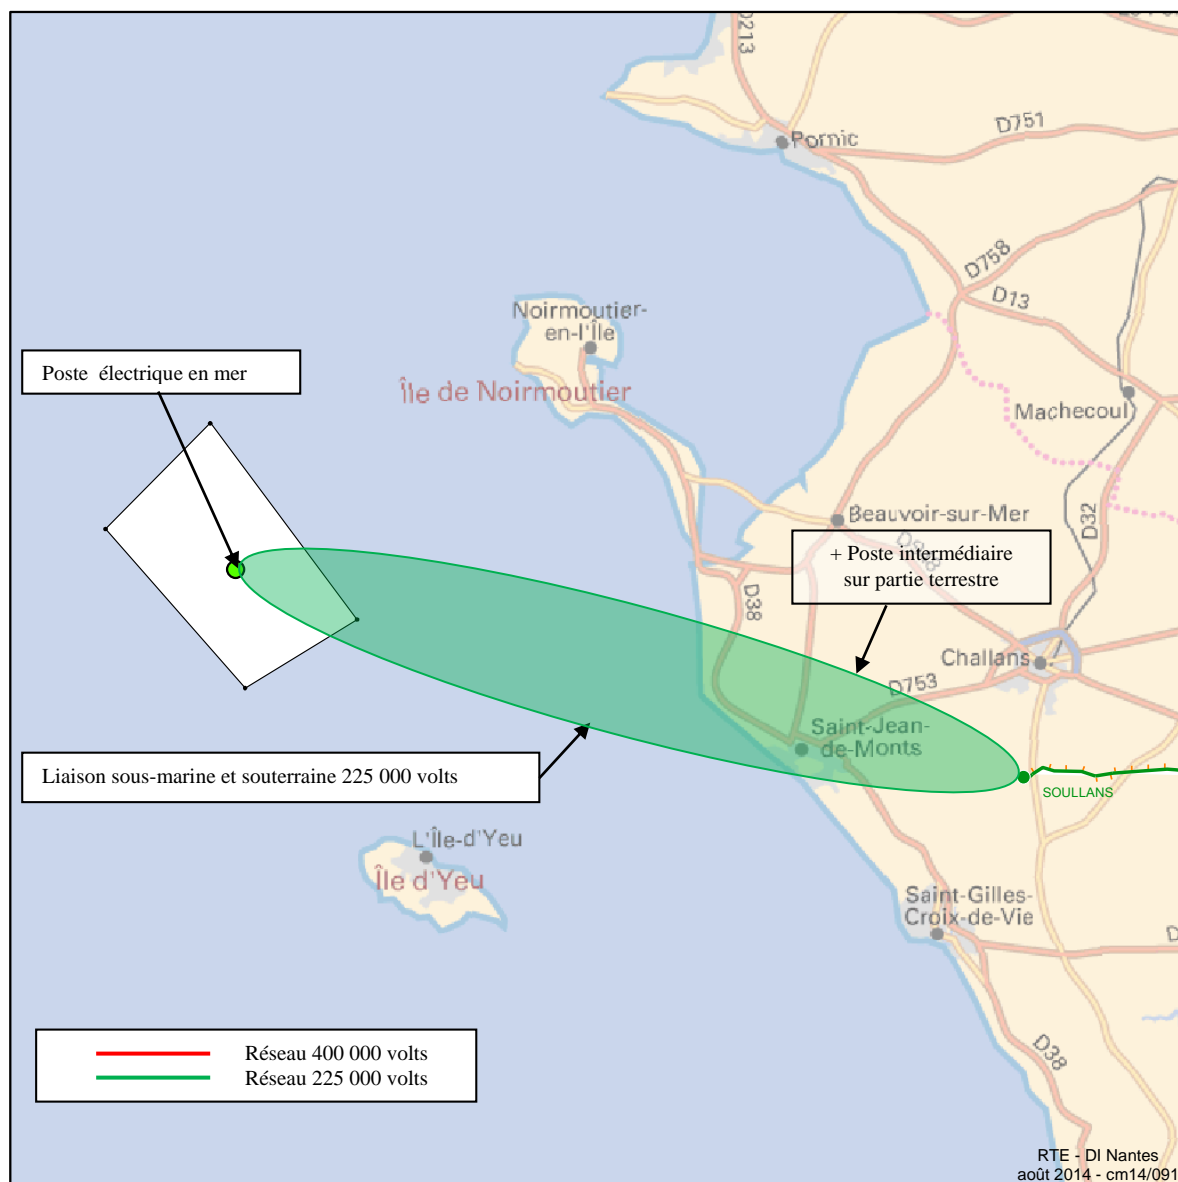 D213
D751
Pornic
D758
D13
Noirmoutier-
en-l'Île
Poste électrique en mer
Île de Noirmoutier
Machecoul
D32
Beauvoir-sur-Mer
+ Poste intermédiaire
sur partie terrestre
D38
Challans
D753
Saint-Jean-
de-Monts
Liaison sous-marine et souterraine 225 000 volts
SOULLANS
L'Île-d'Yeu
Île d'Yeu
Saint-Gilles-
Croix-de-Vie
D
Réseau 400 000 volts
Réseau 225 000 volts
D38
RTE - DI Nantes
août 2014 - cm14/091